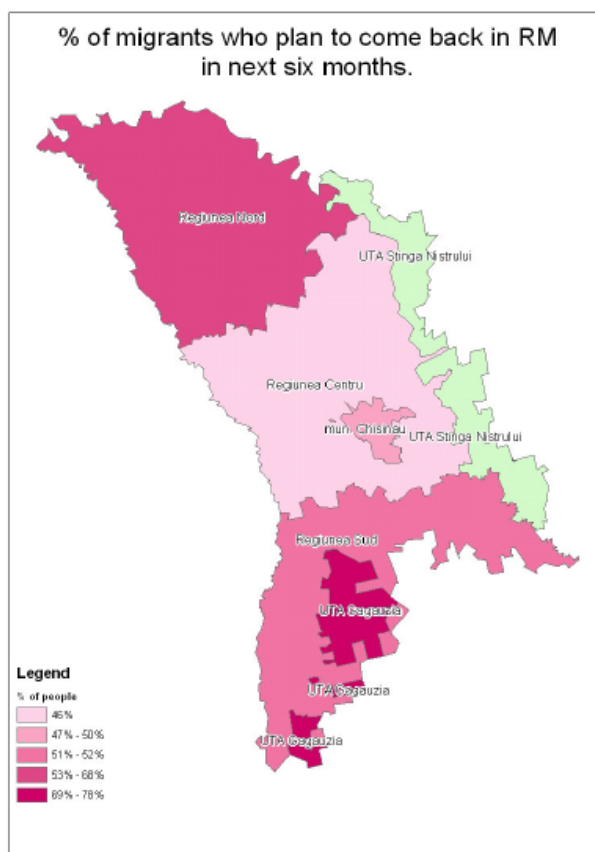 % of migrants who plan to come back in RM
in next six months.
Regiunea Nord
UTA Stinga Nistrului
Regiunea Centru
mun. Chisinau
UTA Stinga Nistrului
Regiunea Sud
UTA Gagauzia
UTA Gagauzia
UTA Gagauzia
Legend
% of people
46%
47% - 50%
51% - 52%
53% - 68%
69% - 78%